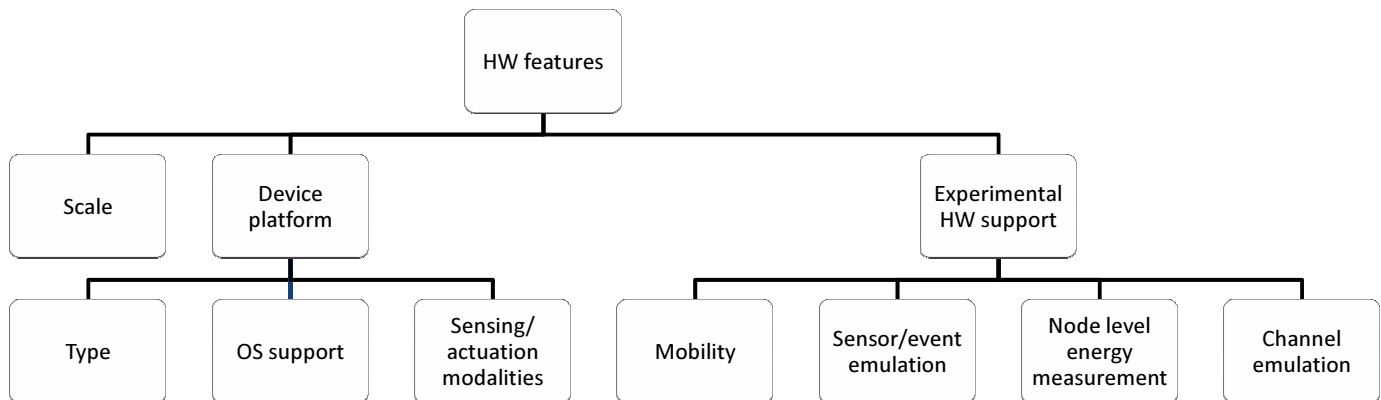 HW features
Scale
Device
platform
Experimental
HW support
Type
OS support
Sensing/
actuation
modalities
Mobility
Sensor/event
emulation
Node level
energy
measurement
Channel
emulation